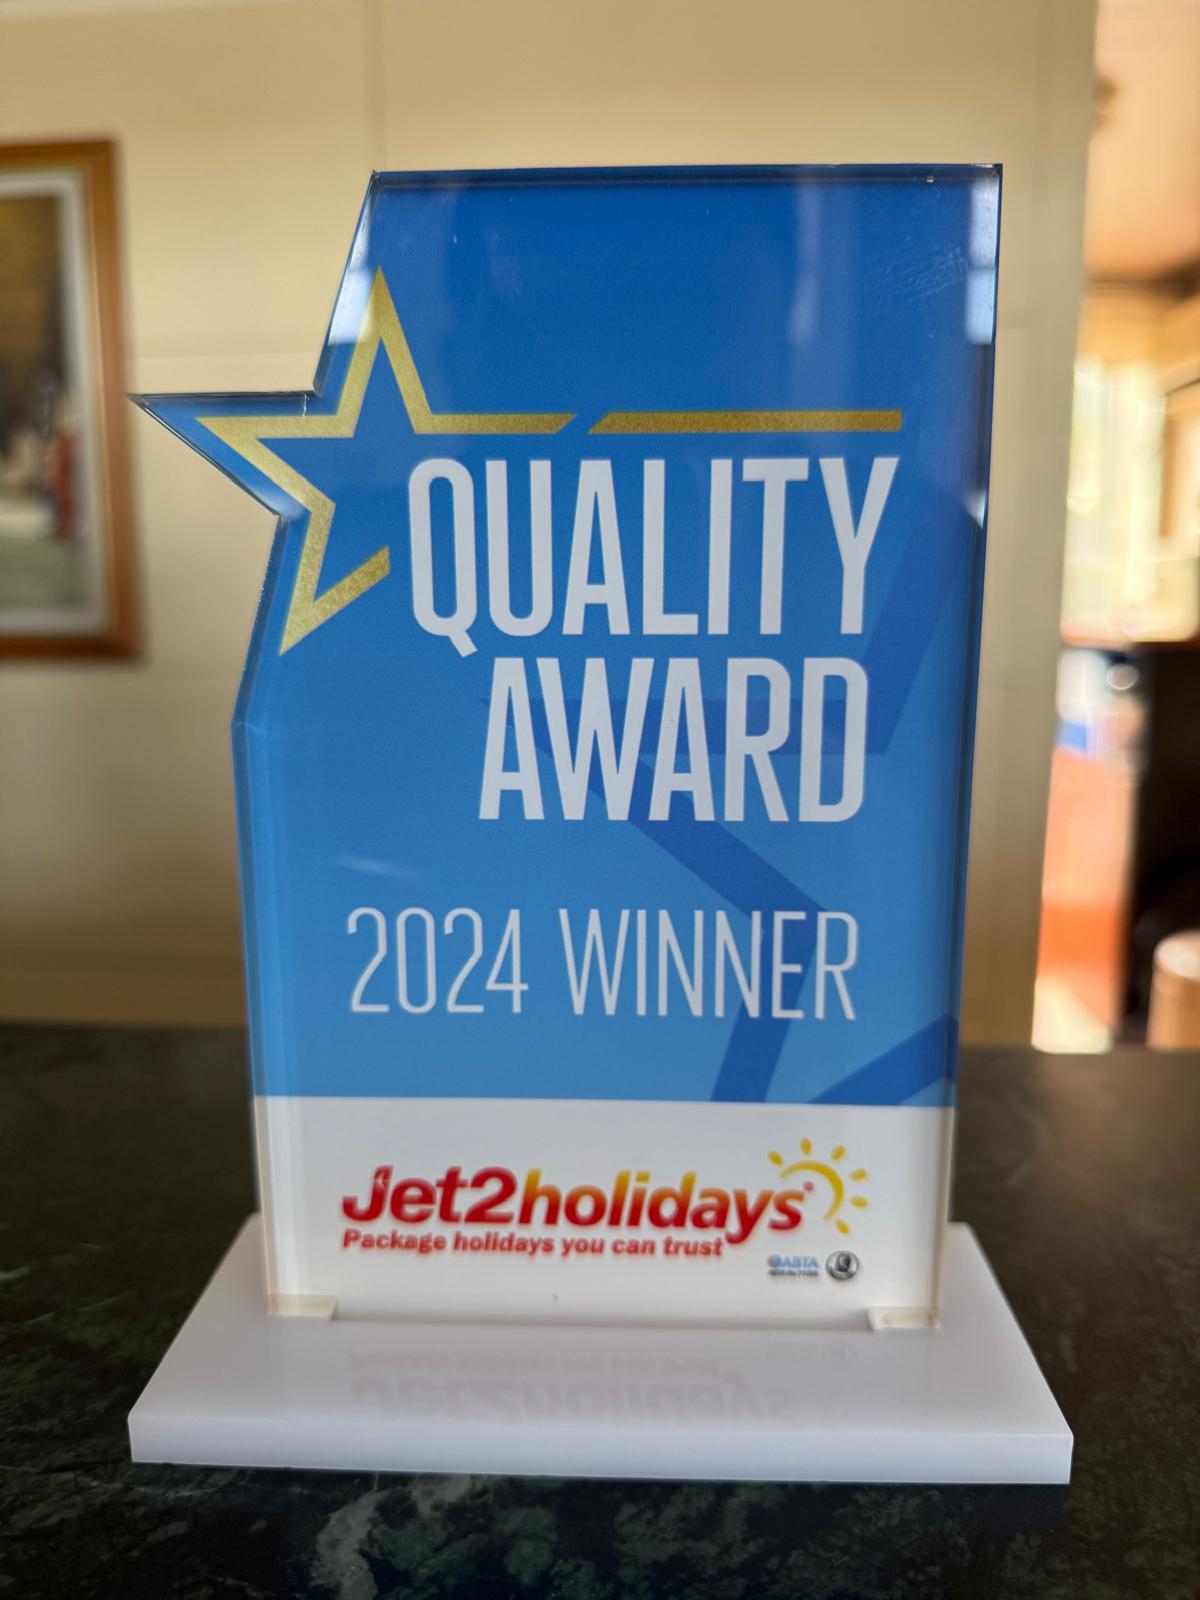 QUALITY
AWARD
2024 WINNER
Jet2holidays
Package holidays you can trust
ABTA